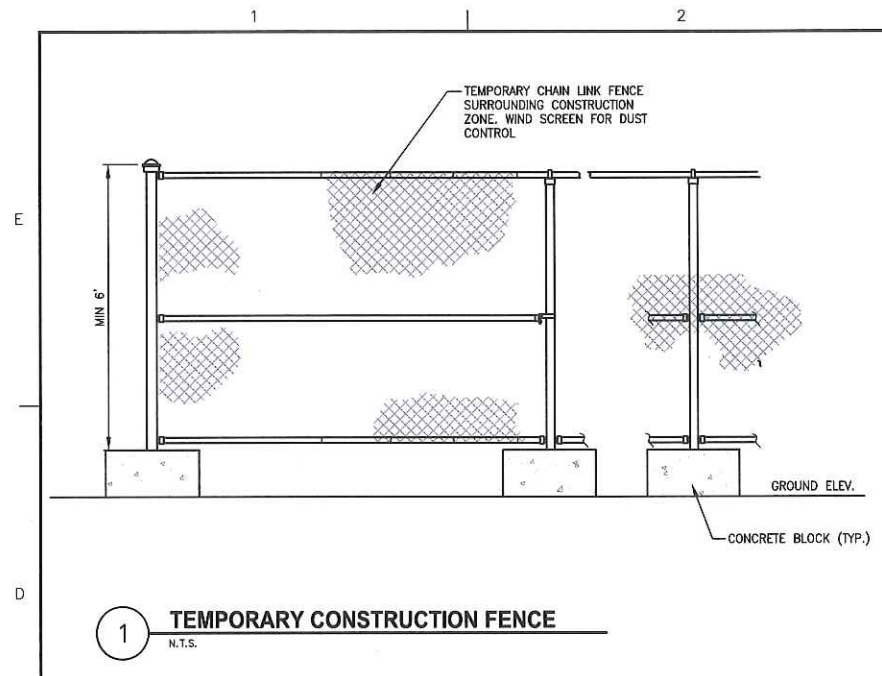 1
2
TEMPORARY CHAIN LINK FENCE
SURROUNDING CONSTRUCTION
ZONE. WIND SCREEN FOR DUST
CONTROL
E
MIN 6'
GROUND ELEV.
CONCRETE BLOCK (TYP.)
D
1
TEMPORARY CONSTRUCTION FENCE
N.T.S.